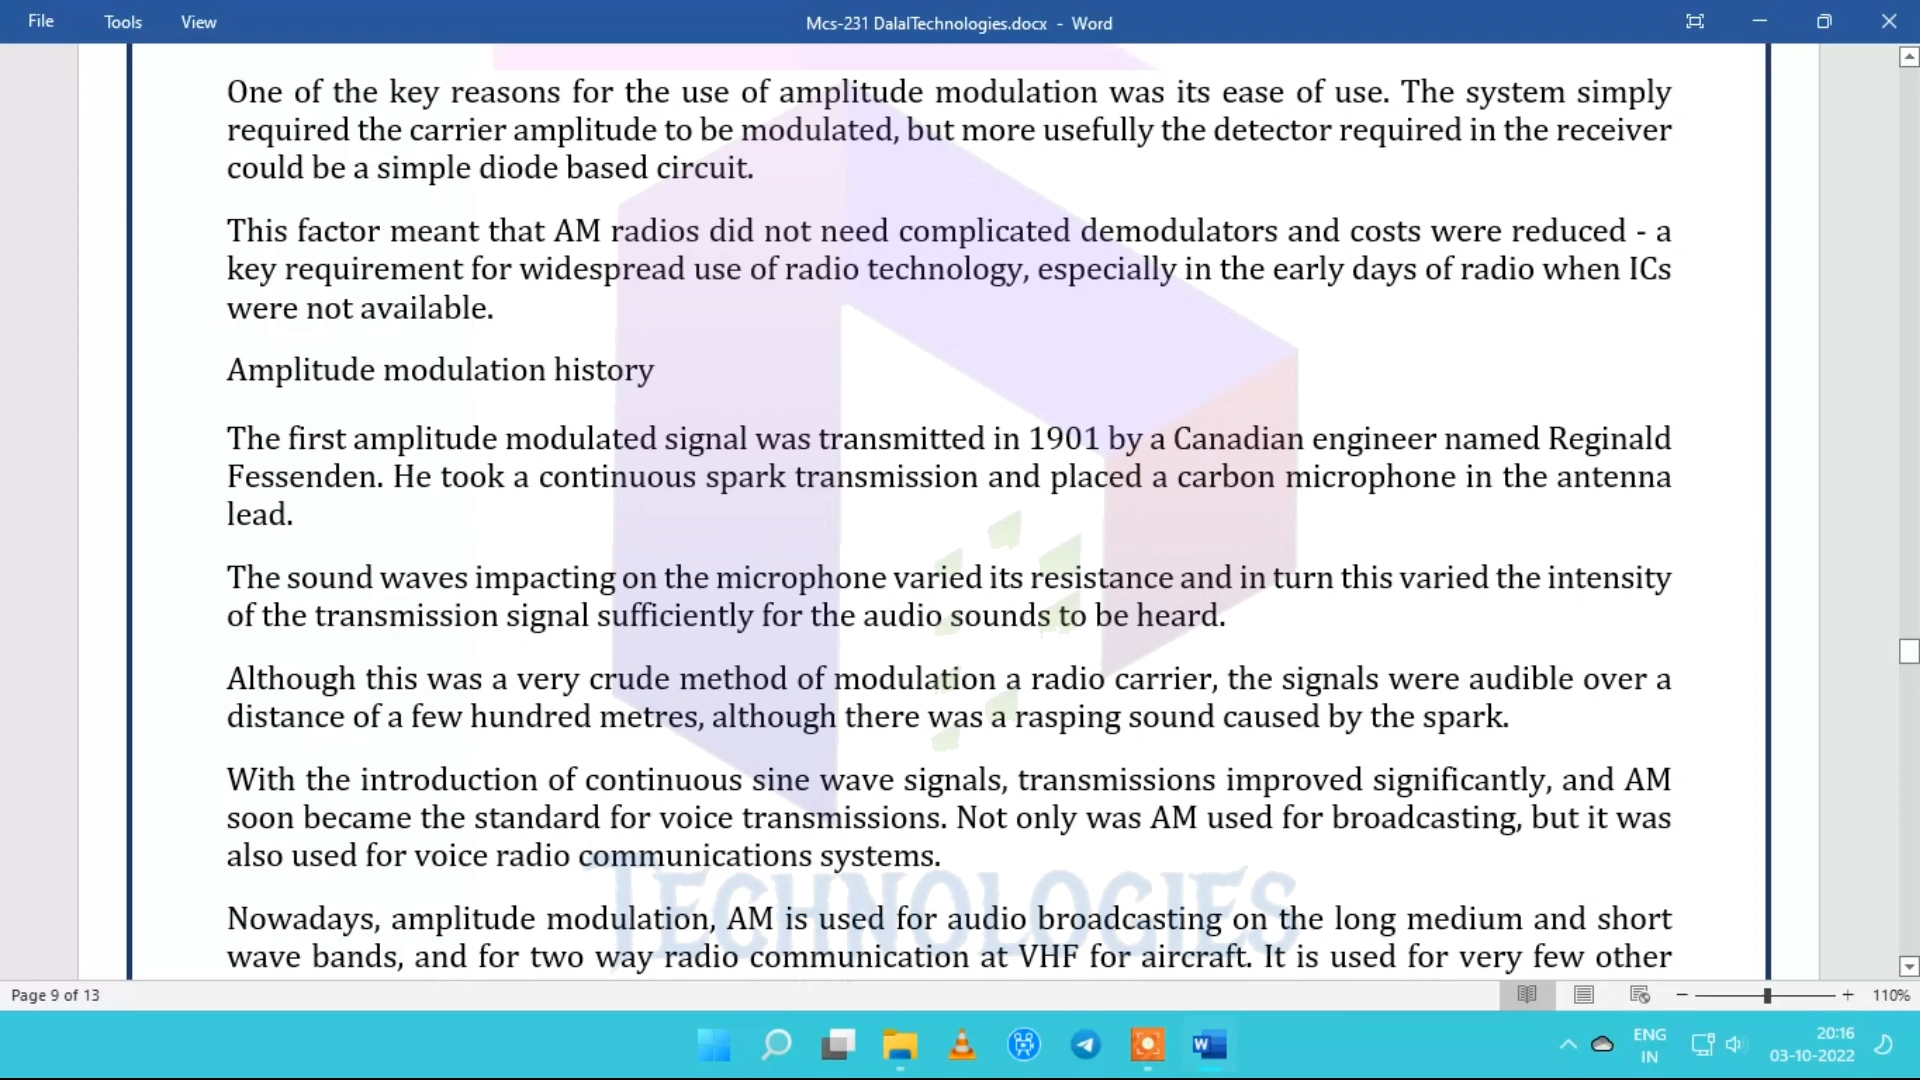 File Tools View Mcs-231 DalalTechnologies.docx - Word
One of the key reasons for the use of amplitude modulation was its ease of use. The system simply
required the carrier amplitude to be modulated, but more usefully the detector required in the receiver
could be a simple diode based circuit.
This factor meant that AM radios did not need complicated demodulators and costs were reduced - a
key requirement for widespread use of radio technology, especially in the early days of radio when ICs
were not available.
Amplitude modulation history
The first amplitude modulated signal was transmitted in 1901 by a Canadian engineer named Reginald
Fessenden. He took a continuous spark transmission and placed a carbon microphone in the antenna
lead.
The sound waves impacting on the microphone varied its resistance and in turn this varied the intensity
of the transmission signal sufficiently for the audio sounds to be heard.
Although this was a very crude method of modulation a radio carrier, the signals were audible over a
distance of a few hundred metres, although there was a rasping sound caused by the spark.
With the introduction of continuous sine wave signals, transmissions improved significantly, and AM
soon became the standard for voice transmissions. Not only was AM used for broadcasting, but it was
also used for voice radio communications systems.
TECHNOLOGIES
Nowadays, amplitude modulation, AM is used for audio broadcasting on the long medium and short
wave bands, and for two way radio communication at VHF for aircraft. It is used for very few other
Page 9 of 13 110%
W ENG 20:16
IN 03-10-2022